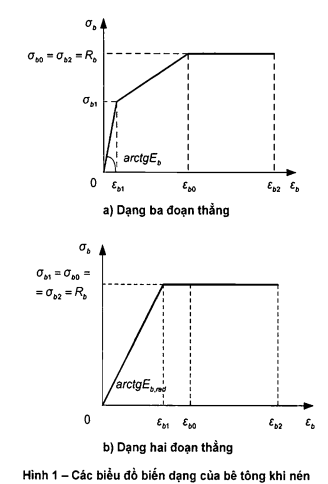 σb
σb0 = σb2 = Rb
σb1
arctgEb
0
εb1
εb0
εb2
εb
a) Dạng ba đoạn thẳng
σb
σb1 = σb0 =
= σb2 = Rb
arctgEb,red
0
εb1
εb0
εb2
εb
b) Dạng hai đoạn thẳng
Hình 1 – Các biểu đồ biến dạng của bê tông khi nén